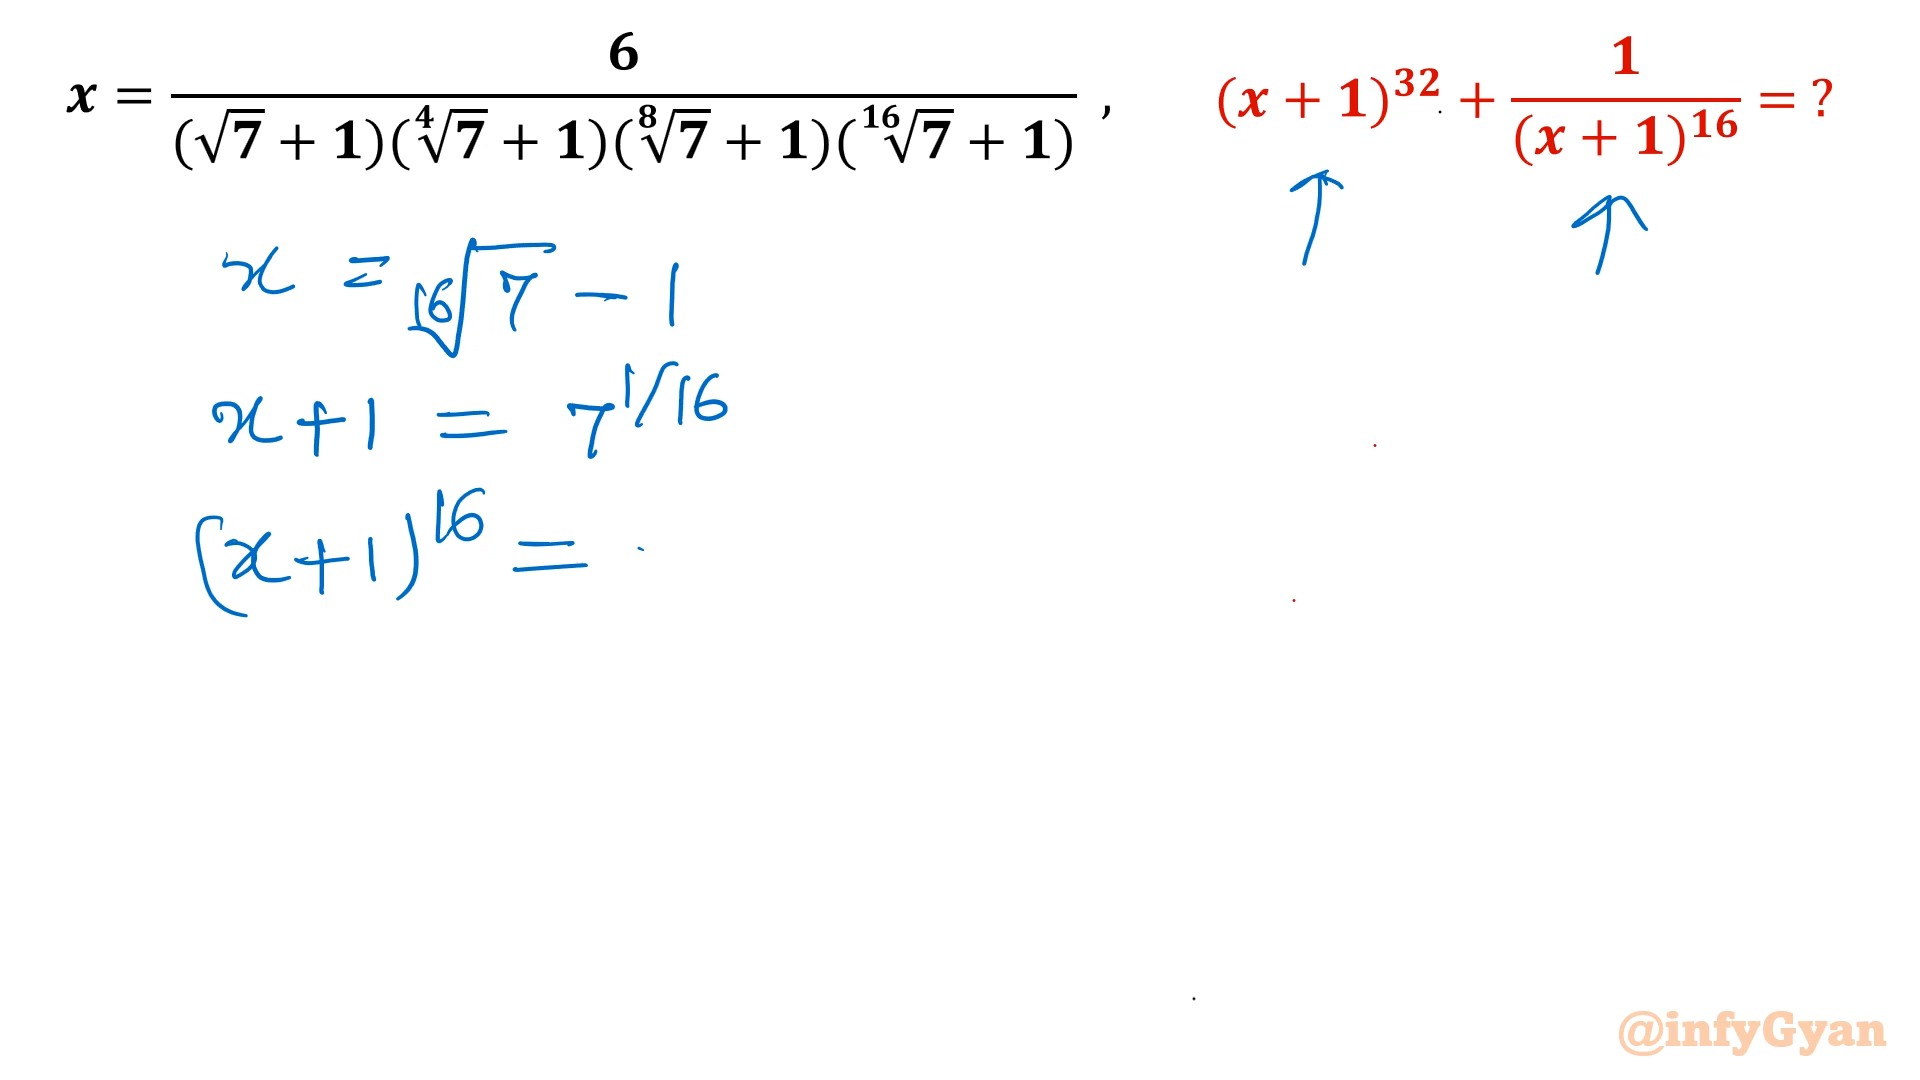 x = 6 / (√7 + 1)(⁴√7 + 1)(⁸√7 + 1)(¹⁶√7 + 1) , (x + 1)³² + 1 / (x + 1)¹⁶ = ?
x = ¹⁶√7 − 1
x + 1 = 7^1/16
(x + 1)¹⁶ =
@infyGyan